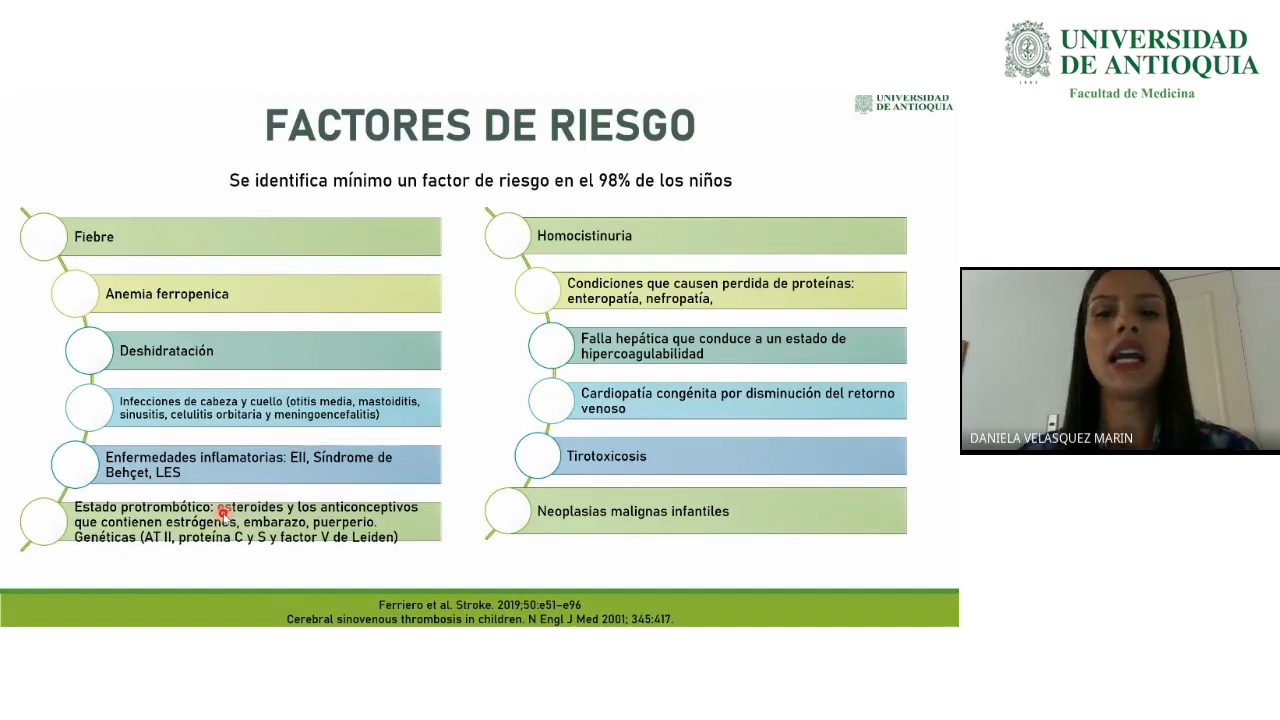 UNIVERSIDAD
DE ANTIOQUIA
1803
Facultad de Medicina
UNIVERSIDAD
DE ANTIOQUIA
FACTORES DE RIESGO
Se identifica mínimo un factor de riesgo en el 98% de los niños
Fiebre
Anemia ferropenica
Deshidratación
Infecciones de cabeza y cuello (otitis media, mastoiditis,
sinusitis, celulitis orbitaria y meningoencefalitis)
Enfermedades inflamatorias: EII, Síndrome de
Behçet, LES
Estado protrombótico: esteroides y los anticonceptivos
que contienen estrógenos, embarazo, puerperio.
Genéticas (AT II, proteína C y S y factor V de Leiden)
Homocistinuria
Condiciones que causen perdida de proteínas:
enteropatía, nefropatía,
Falla hepática que conduce a un estado de
hipercoagulabilidad
Cardiopatía congénita por disminución del retorno
venoso
Tirotoxicosis
Neoplasias malignas infantiles
Ferriero et al. Stroke. 2019;50:e51–e96
Cerebral sinovenous thrombosis in children. N Engl J Med 2001; 345:417.
DANIELA VELASQUEZ MARIN